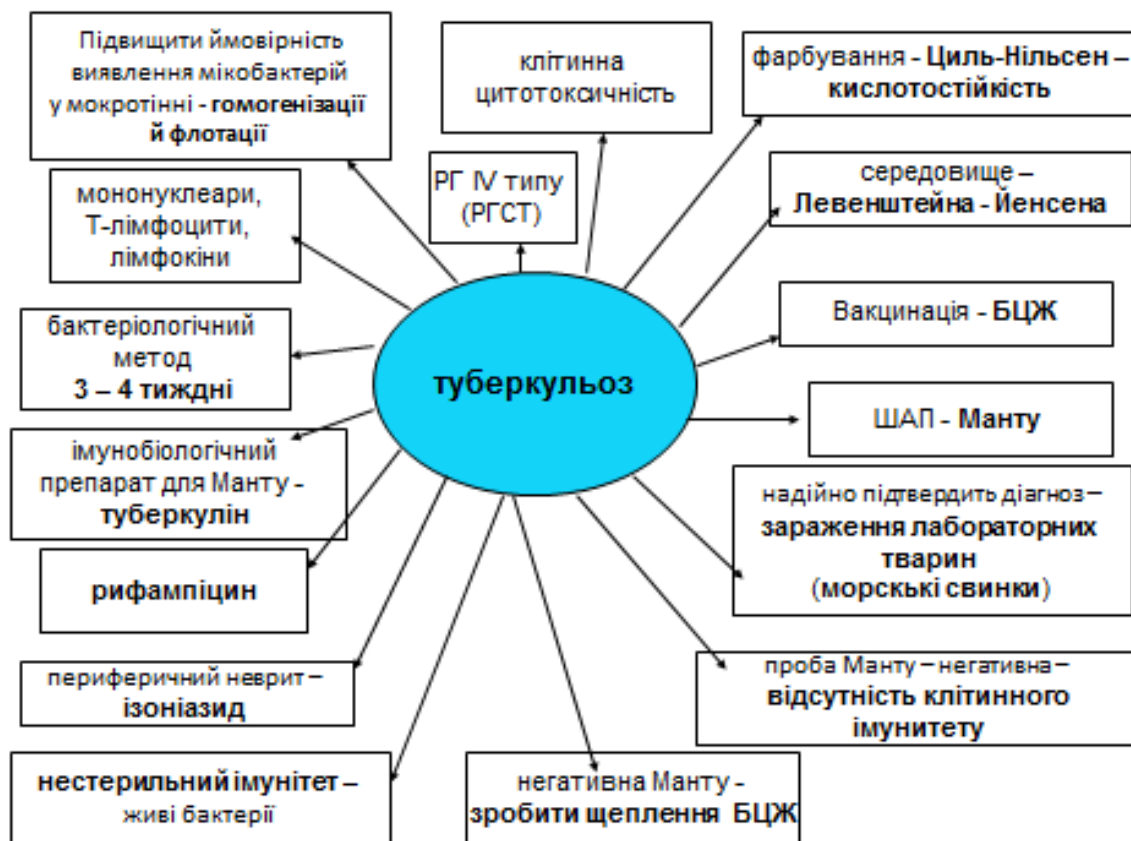 Підвищити ймовірність
виявлення мікобактерій
у мокротінні - гомогенізації
й флотації
клітинна
цитотоксичність
фарбування - Циль-Нільсен –
кислотостійкість
РГ IV типу
(РГСТ)
середовище –
Левенштейна - Йенсена
мононуклеари,
Т-лімфоцити,
лімфокіни
Вакцинація - БЦЖ
бактеріологічний
метод
3 – 4 тиждні
туберкульоз
ШАП - Манту
імунобіологічний
препарат для Манту -
туберкулін
надійно підтвердить діагноз –
зараження лабораторних
тварин
(морскькі свинки)
рифампіцин
периферичний неврит –
ізоніазид
проба Манту – негативна –
відсутність клітинного
імунитету
нестерильний імунітет –
живі бактерії
негативна Манту -
зробити щеплення БЦЖ